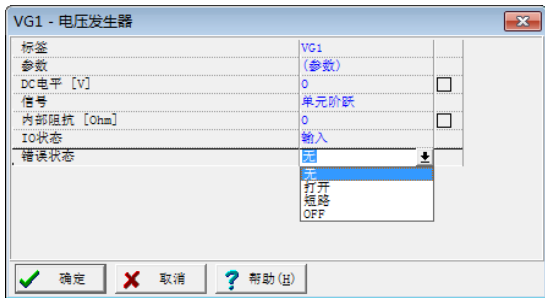 VG1 - 电压发生器
标签 VG1
参数 (参数)
DC电平 [V] 0
信号 单元阶跃
内部阻抗 [Ohm] 0
IO状态 输入
错误状态 无
无
打开
短路
OFF
确定 取消 ? 帮助(H)